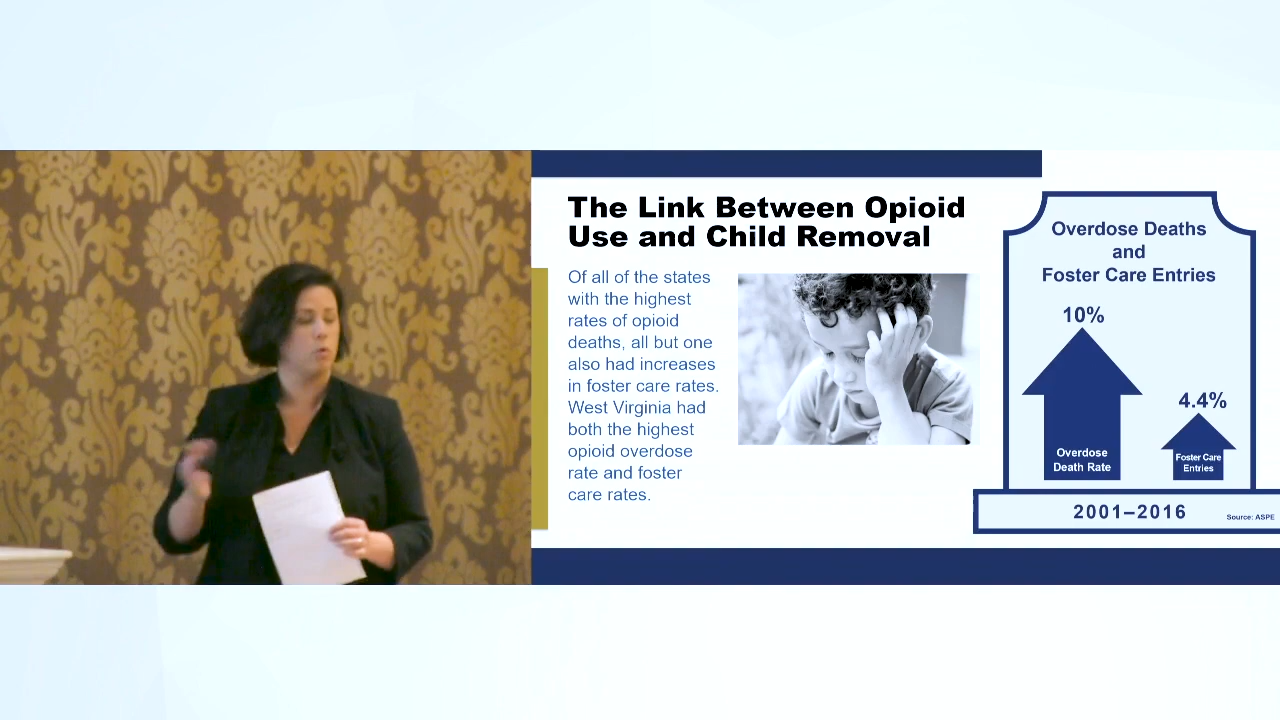 The Link Between Opioid
Use and Child Removal
Of all of the states
with the highest
rates of opioid
deaths, all but one
also had increases
in foster care rates.
West Virginia had
both the highest
opioid overdose
rate and foster
care rates.
Overdose Deaths
and
Foster Care Entries
10%
4.4%
Overdose
Death Rate
Foster Care
Entries
2001–2016
Source: ASPE